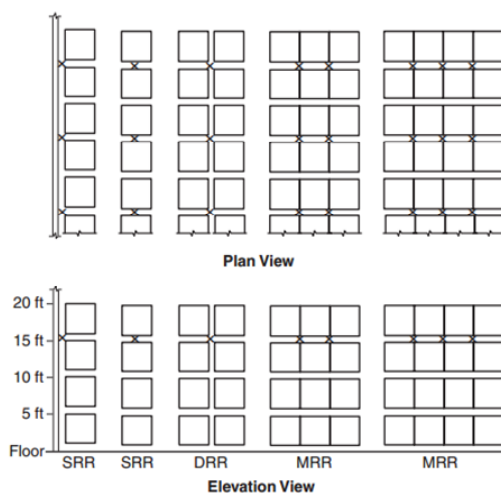 Plan View
20 ft
15 ft
10 ft
5 ft
Floor
SRR SRR DRR MRR MRR
Elevation View